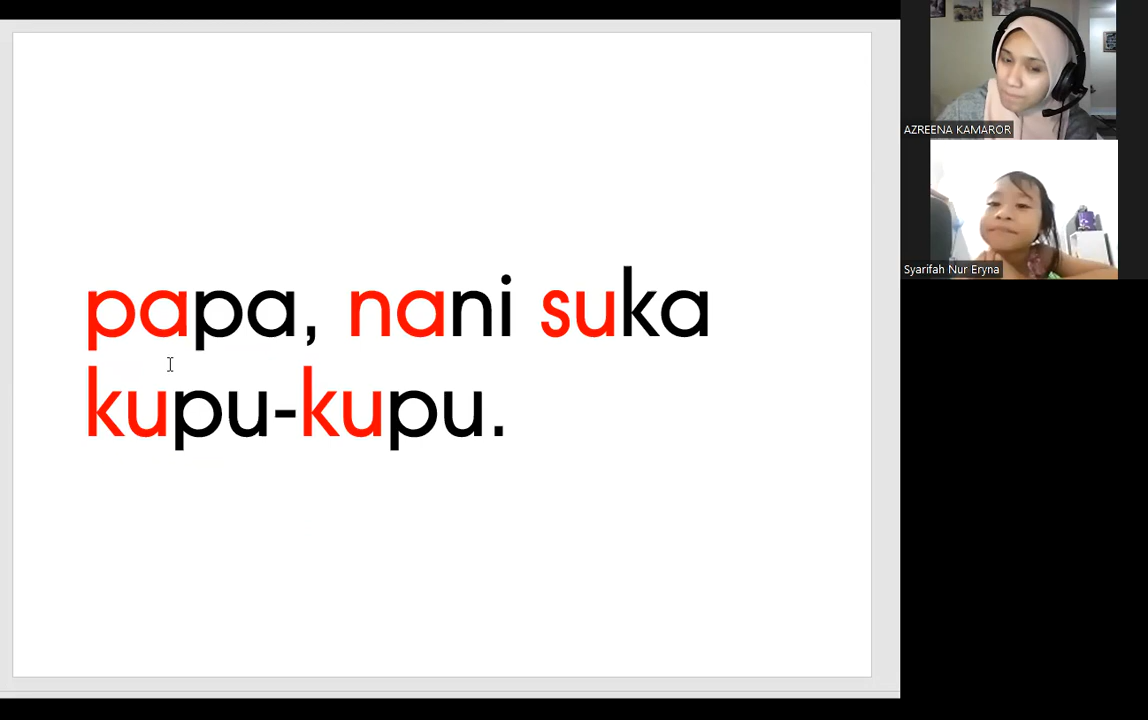 papa, nani suka
kupu-kupu.
AZREENA KAMAROR
Syarifah Nur Eryna